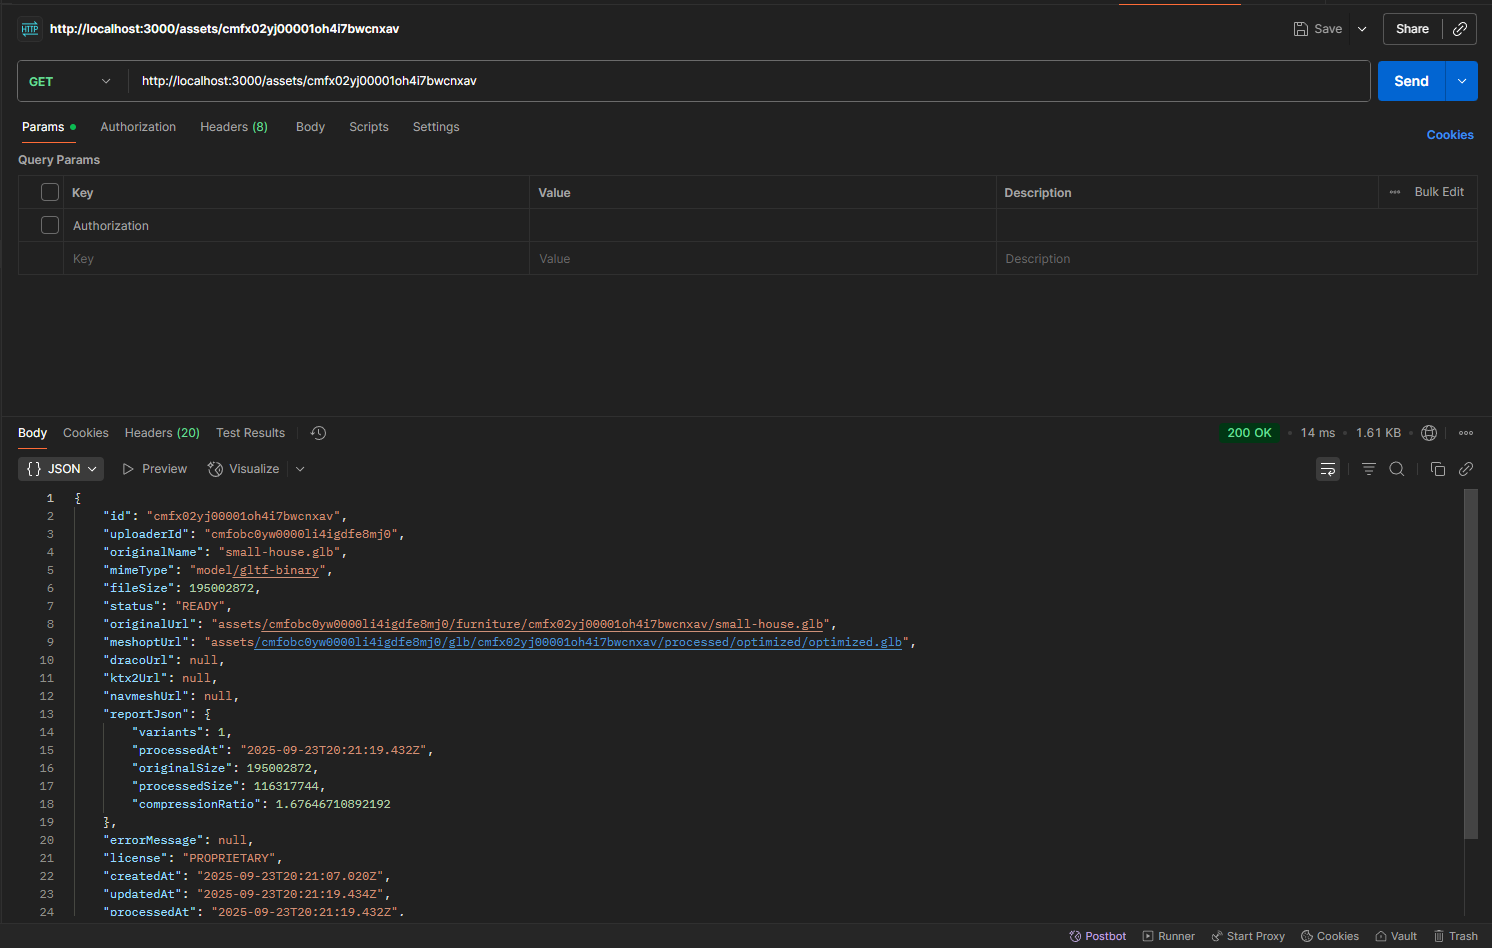 HTTP http://localhost:3000/assets/cmfx02yj00001oh4i7bwcnxav Save Share
GET http://localhost:3000/assets/cmfx02yj00001oh4i7bwcnxav Send
Params Authorization Headers (8) Body Scripts Settings
Cookies
Query Params
Key Value Description Bulk Edit
Authorization
Key Value Description
Body Cookies Headers (20) Test Results 200 OK 14 ms 1.61 KB
{} JSON Preview Visualize
1 {
2 "id": "cmfx02yj00001oh4i7bwcnxav",
3 "uploaderId": "cmfobc0yw0000li4igdfe8mj0",
4 "originalName": "small-house.glb",
5 "mimeType": "model/gltf-binary",
6 "fileSize": 195002872,
7 "status": "READY",
8 "originalUrl": "assets/cmfobc0yw0000li4igdfe8mj0/furniture/cmfx02yj00001oh4i7bwcnxav/small-house.glb",
9 "meshoptUrl": "assets/cmfobc0yw0000li4igdfe8mj0/glb/cmfx02yj00001oh4i7bwcnxav/processed/optimized/optimized.glb",
10 "dracoUrl": null,
11 "ktx2Url": null,
12 "navmeshUrl": null,
13 "reportJson": {
14 "variants": 1,
15 "processedAt": "2025-09-23T20:21:19.432Z",
16 "originalSize": 195002872,
17 "processedSize": 116317744,
18 "compressionRatio": 1.67646710892192
19 },
20 "errorMessage": null,
21 "license": "PROPRIETARY",
22 "createdAt": "2025-09-23T20:21:07.020Z",
23 "updatedAt": "2025-09-23T20:21:19.434Z",
24 "processedAt": "2025-09-23T20:21:19.432Z",
Postbot Runner Start Proxy Cookies Vault Trash